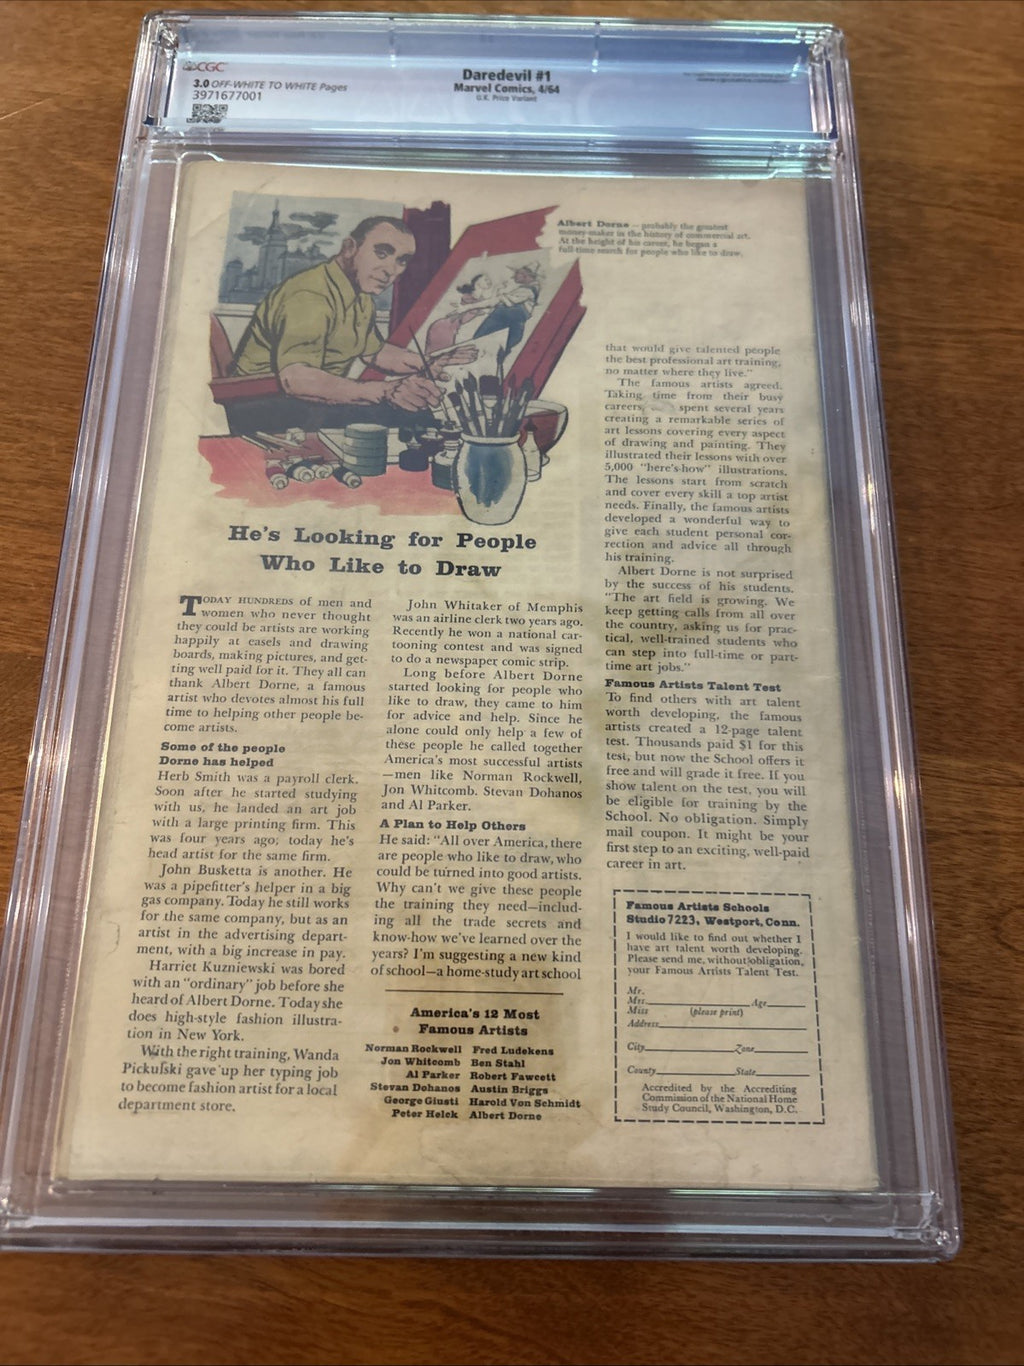 CGC
3.0 OFF-WHITE TO WHITE Pages
3971677001
Daredevil #1
Marvel Comics, 4/64
U.K. Price Variant
Albert Dorne — probably the greatest
money-maker in the history of commercial art.
At the height of his career, he began a
full-time search for people who like to draw.
He's Looking for People
Who Like to Draw
TODAY HUNDREDS of men and
women who never thought
they could be artists are working
happily at easels and drawing
boards, making pictures, and get-
ting well paid for it. They all can
thank Albert Dorne, a famous
artist who devotes almost his full
time to helping other people be-
come artists.
Some of the people
Dorne has helped
Herb Smith was a payroll clerk.
Soon after he started studying
with us, he landed an art job
with a large printing firm. This
was four years ago; today he's
head artist for the same firm.
John Busketta is another. He
was a pipefitter's helper in a big
gas company. Today he still works
for the same company, but as an
artist in the advertising depart-
ment, with a big increase in pay.
Harriet Kuzniewski was bored
with an "ordinary" job before she
heard of Albert Dorne. Today she
does high-style fashion illustra-
tion in New York.
With the right training, Wanda
Pickulski gave up her typing job
to become fashion artist for a local
department store.
John Whitaker of Memphis
was an airline clerk two years ago.
Recently he won a national car-
tooning contest and was signed
to do a newspaper comic strip.
Long before Albert Dorne
started looking for people who
like to draw, they came to him
for advice and help. Since he
alone could only help a few of
these people he called together
America's most successful artists
—men like Norman Rockwell,
Jon Whitcomb, Stevan Dohanos
and Al Parker.
A Plan to Help Others
He said: "All over America, there
are people who like to draw, who
could be turned into good artists.
Why can't we give these people
the training they need—includ-
ing all the trade secrets and
know-how we've learned over the
years? I'm suggesting a new kind
of school—a home-study art school
that would give talented people
the best professional art training,
no matter where they live."
The famous artists agreed.
Taking time from their busy
careers, spent several years
creating a remarkable series of
art lessons covering every aspect
of drawing and painting. They
illustrated their lessons with over
5,000 "here's-how" illustrations.
The lessons start from scratch
and cover every skill a top artist
needs. Finally, the famous artists
developed a wonderful way to
give each student personal cor-
rection and advice all through
his training.
Albert Dorne is not surprised
by the success of his students.
"The art field is growing. We
keep getting calls from all over
the country, asking us for prac-
tical, well-trained students who
can step into full-time or part-
time art jobs."
Famous Artists Talent Test
To find others with art talent
worth developing, the famous
artists created a 12-page talent
test. Thousands paid $1 for this
test, but now the School offers it
free and will grade it free. If you
show talent on the test, you will
be eligible for training by the
School. No obligation. Simply
mail coupon. It might be your
first step to an exciting, well-paid
career in art.
America's 12 Most
Famous Artists
Norman Rockwell Fred Ludekens
Jon Whitcomb Ben Stahl
Al Parker Robert Fawcett
Stevan Dohanos Austin Briggs
George Giusti Harold Von Schmidt
Peter Helck Albert Dorne
Famous Artists Schools
Studio 7223, Westport, Conn.
I would like to find out whether I
have art talent worth developing.
Please send me, without obligation,
your Famous Artists Talent Test.
Mr.
Mrs. Age
Miss (please print)
Address
City Zone
County State
Accredited by the Accrediting
Commission of the National Home
Study Council, Washington, D.C.